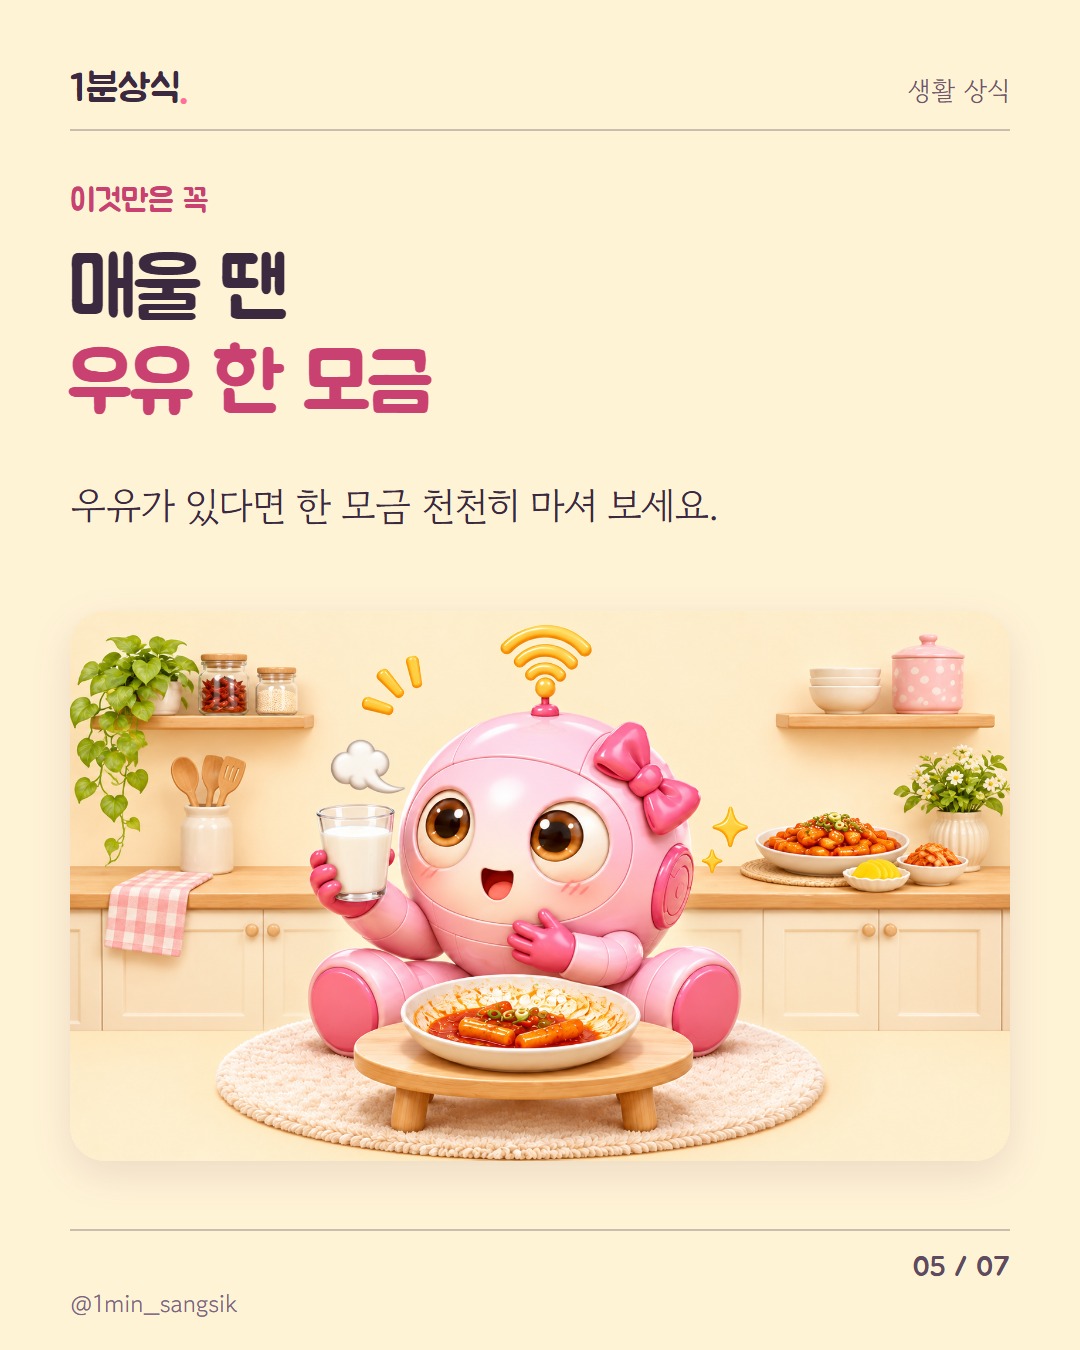 1분상식.
생활 상식
이것만은 꼭
매울 땐
우유 한 모금
우유가 있다면 한 모금 천천히 마셔 보세요.
05 / 07
@1min_sangsik